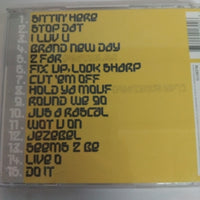 1. SITTIN' HERE
2. STOP DAT
3. I LUV U
4. BRAND NEW DAY
5. 2 FAR
6. FIX UP, LOOK SHARP
7. CUT 'EM OFF
8. HOLD YA MOUF
9. ROUND WE GO
10. JUS A RASCAL
11. WOT U ON
12. JEZEBEL
13. SEEMS 2 BE
14. LIVE O
15. DO IT